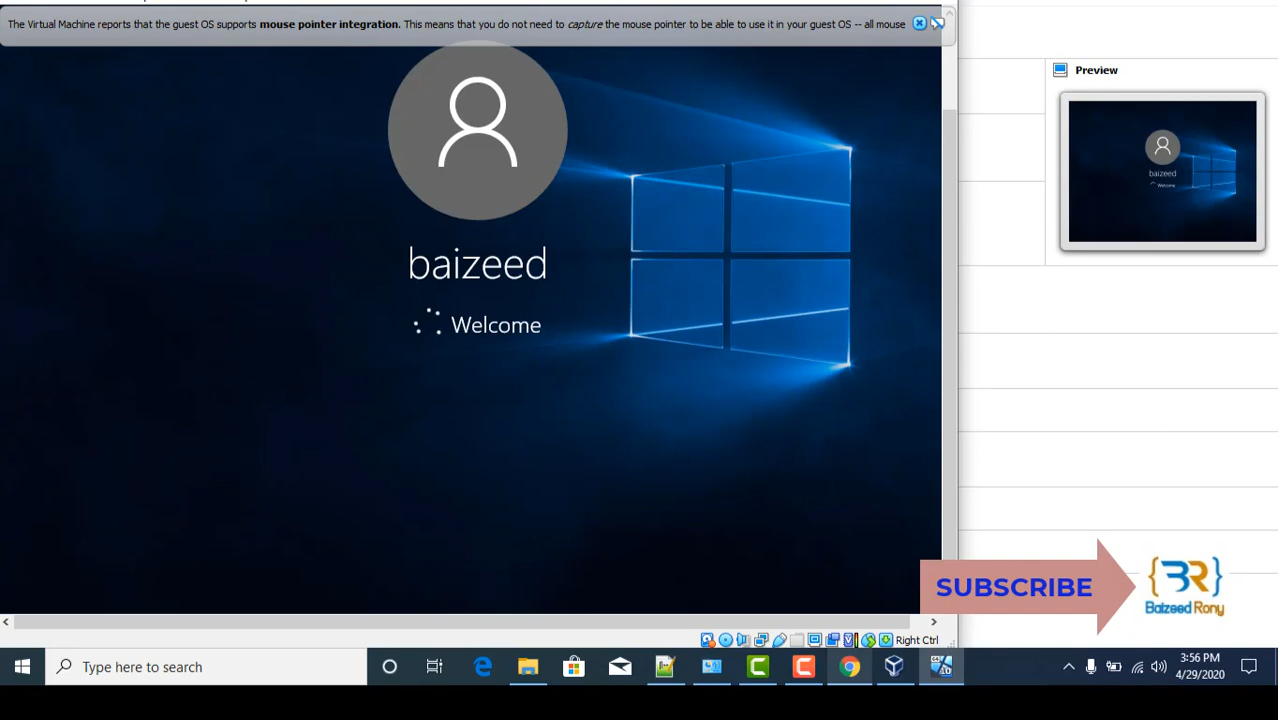 The Virtual Machine reports that the guest OS supports mouse pointer integration. This means that you do not need to capture the mouse pointer to be able to use it in your guest OS -- all mouse
Preview
baizeed
Welcome
baizeed
Welcome
SUBSCRIBE
{BR}
Baizeed Rony
Right Ctrl
Type here to search
3:56 PM
4/29/2020